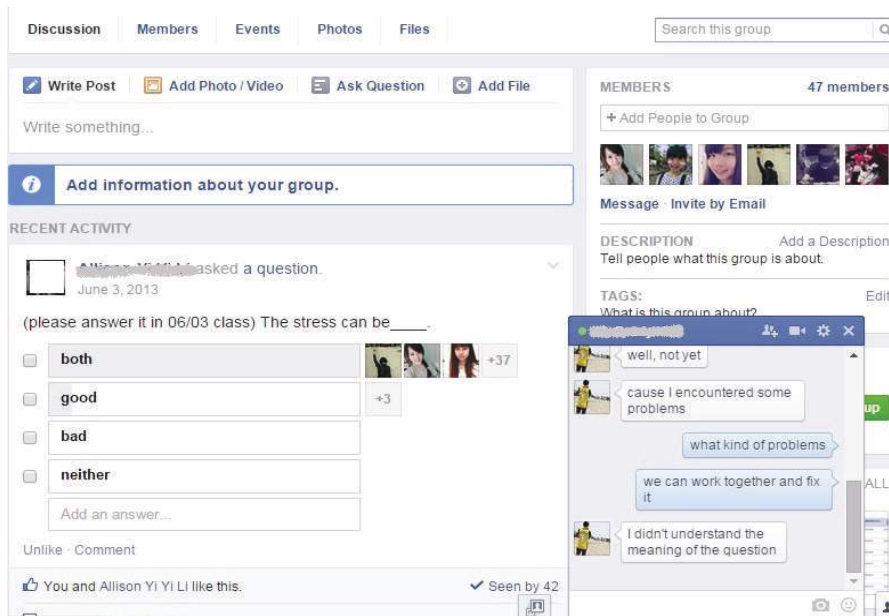 Discussion Members Events Photos Files
Search this group
Write Post Add Photo / Video Ask Question Add File
Write something...
Add information about your group.
RECENT ACTIVITY
asked a question.
June 3, 2013
(please answer it in 06/03 class) The stress can be____.
both
+37
good
+3
bad
neither
Add an answer...
Unlike · Comment
You and Allison Yi Yi Li like this.
Seen by 42
MEMBERS 47 members
+ Add People to Group
Message · Invite by Email
DESCRIPTION Add a Description
Tell people what this group is about.
TAGS: Edit
What is this group about?
well, not yet
cause I encountered some
problems
what kind of problems
we can work together and fix
it
I didn't understand the
meaning of the question
up
ALL